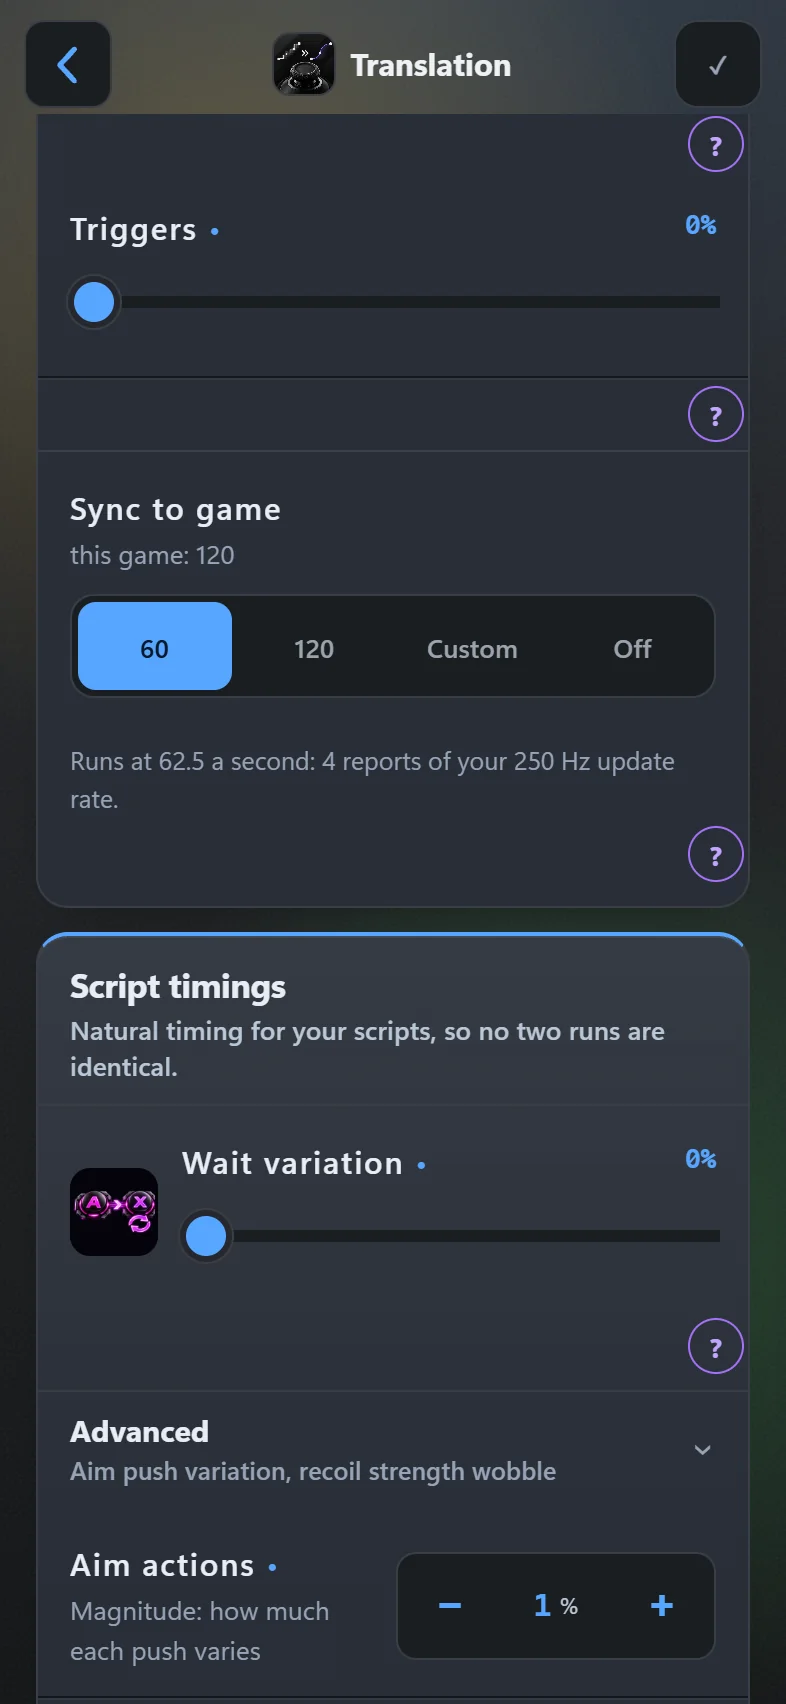 Translation
✓
?
Triggers •
0%
?
Sync to game
this game: 120
60
120
Custom
Off
Runs at 62.5 a second: 4 reports of your 250 Hz update
rate.
?
Script timings
Natural timing for your scripts, so no two runs are
identical.
A
X
Wait variation •
0%
?
Advanced
Aim push variation, recoil strength wobble
Aim actions •
Magnitude: how much
each push varies
− 1 % +